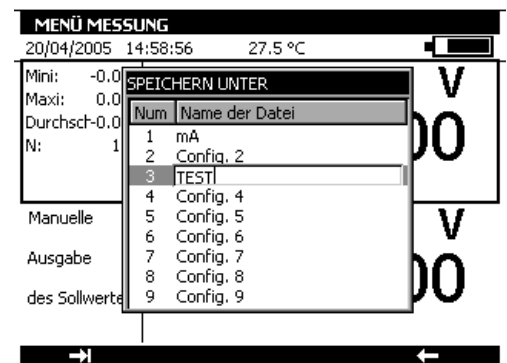 MENÜ MESSUNG
20/04/2005 14:58:56 27.5 °C
Mini: -0.0
Maxi: 0.0
Durchsch-0.0
N: 1
V
00
SPEICHERN UNTER
Num Name der Datei
1 mA
2 Config. 2
3 TEST
4 Config. 4
5 Config. 5
6 Config. 6
7 Config. 7
8 Config. 8
9 Config. 9
Manuelle
Ausgabe
des Sollwerte
V
00